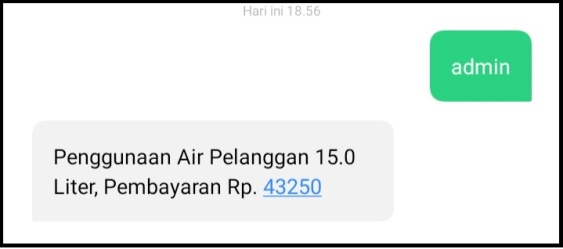 Hari ini 18.56
admin
Penggunaan Air Pelanggan 15.0
Liter, Pembayaran Rp. 43250